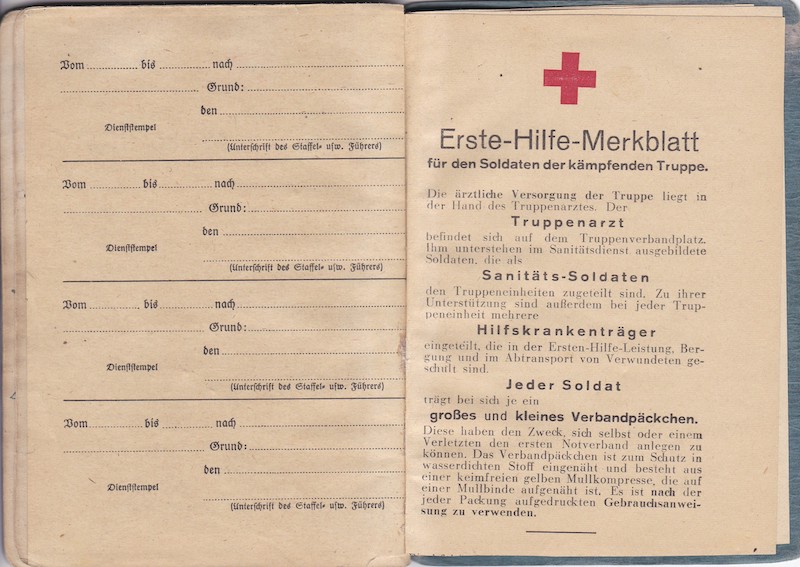 Vom bis nach
Grund:
den
Dienststempel
(Unterschrift des Staffel- usw. Führers)
Vom bis nach
Grund:
den
Dienststempel
(Unterschrift des Staffel- usw. Führers)
Vom bis nach
Grund:
den
Dienststempel
(Unterschrift des Staffel- usw. Führers)
Vom bis nach
Grund:
den
Dienststempel
(Unterschrift des Staffel- usw. Führers)
Erste-Hilfe-Merkblatt
für den Soldaten der kämpfenden Truppe.
Die ärztliche Versorgung der Truppe liegt in
der Hand des Truppenarztes. Der
Truppenarzt
befindet sich auf dem Truppenverbandplatz.
Ihm unterstehen im Sanitätsdienst ausgebildete
Soldaten, die als
Sanitäts-Soldaten
den Truppeneinheiten zugeteilt sind. Zu ihrer
Unterstützung sind außerdem bei jeder Trup-
peneinheit mehrere
Hilfskrankenträger
eingeteilt, die in der Ersten-Hilfe-Leistung, Ber-
gung und im Abtransport von Verwundeten ge-
schult sind.
Jeder Soldat
trägt bei sich je ein
großes und kleines Verbandpäckchen.
Diese haben den Zweck, sich selbst oder einem
Verletzten den ersten Notverband anlegen zu
können. Das Verbandpäckchen ist zum Schutz in
wasserdichten Stoff eingenäht und besteht aus
einer keimfreien gelben Mullkompresse, die auf
einer Mullbinde aufgenäht ist. Es ist nach der
jeder Packung aufgedruckten Gebrauchsanwei-
sung zu verwenden.